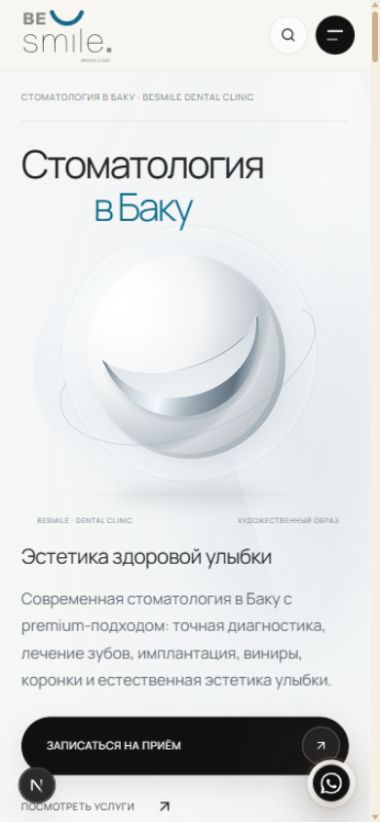 BE
smile.
СТОМАТОЛОГИЯ В БАКУ · BESMILE DENTAL CLINIC
Стоматология
в Баку
BESMILE · DENTAL CLINIC
ХУДОЖЕСТВЕННЫЙ ОБРАЗ
Эстетика здоровой улыбки
Современная стоматология в Баку с
premium-подходом: точная диагностика,
лечение зубов, имплантация, виниры,
коронки и естественная эстетика улыбки.
ЗАПИСАТЬСЯ НА ПРИЁМ
N
ПОСМОТРЕТЬ УСЛУГИ